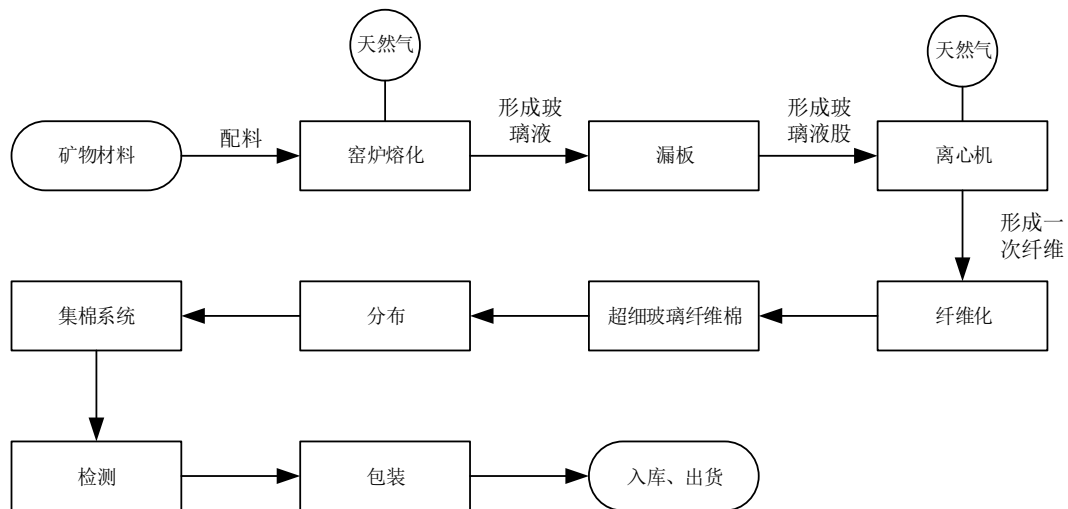 天然气
天然气
配料
形成玻
璃液
形成玻
璃液股
矿物材料
窑炉熔化
漏板
离心机
形成一
次纤维
集棉系统
分布
超细玻璃纤维棉
纤维化
检测
包装
入库、出货